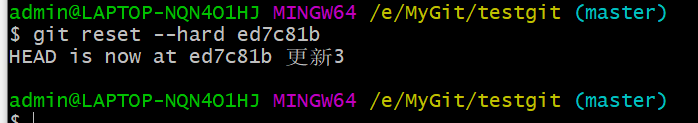 admin@LAPTOP-NQN4O1HJ MINGW64 /e/MyGit/testgit (master)
$ git reset --hard ed7c81b
HEAD is now at ed7c81b 更新3
admin@LAPTOP-NQN4O1HJ MINGW64 /e/MyGit/testgit (master)
$